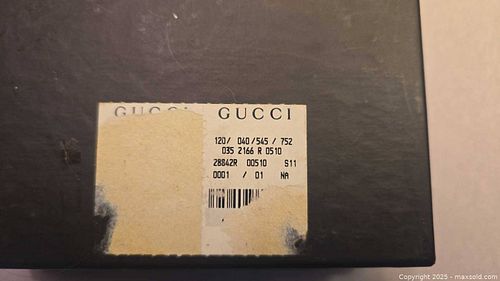 GUCCI GUCCI
120/ 040/545 / 752
035 2166 R 0510
28842R 00510 S11
0001 / 01 NA
Copyright © 2025 - maxsold.com